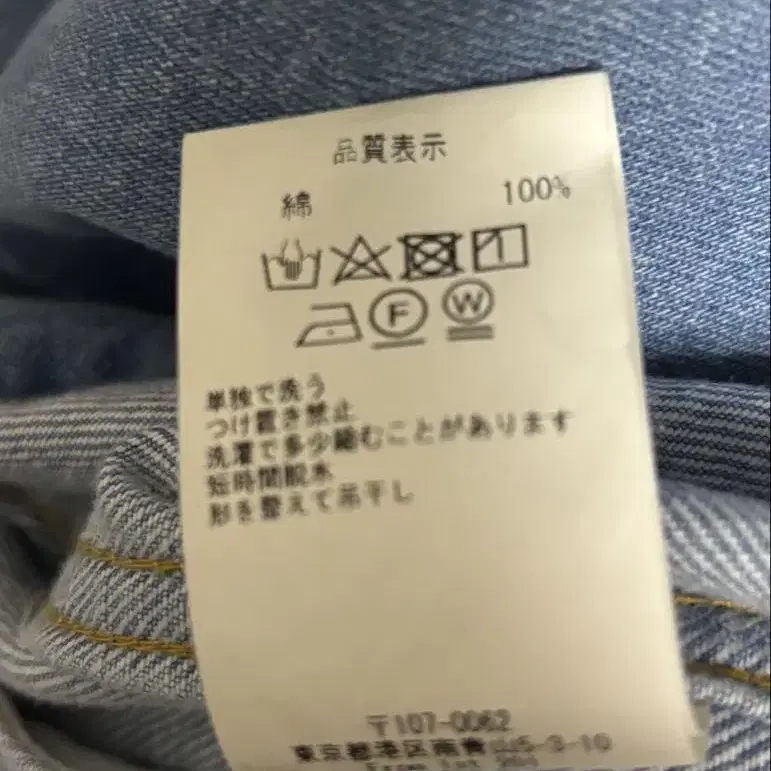 品質表示
綿 100%
F W
単独で洗う
つけ置き禁止
洗濯で多少縮むことがあります
短時間脱水
形を整えて吊干し
〒107-0062
東京都港区南青山5-3-10
From 1st 2